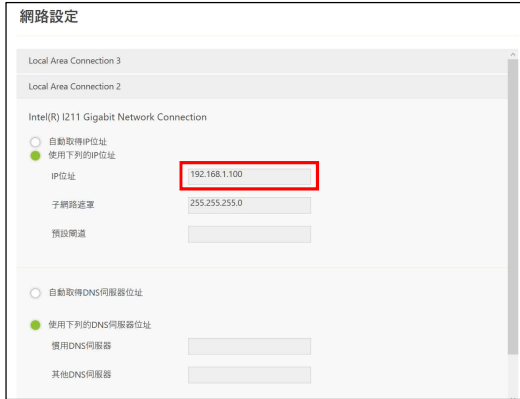 網路設定
Local Area Connection 3
Local Area Connection 2
Intel(R) I211 Gigabit Network Connection
自動取得IP位址
使用下列的IP位址
IP位址 192.168.1.100
子網路遮罩 255.255.255.0
預設閘道
自動取得DNS伺服器位址
使用下列的DNS伺服器位址
慣用DNS伺服器
其他DNS伺服器